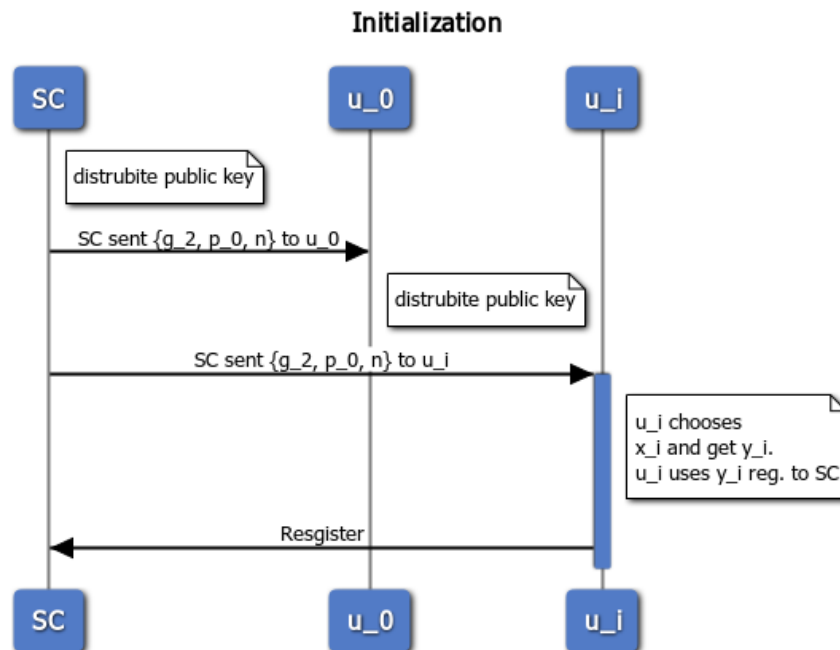 Initialization
SC
u_0
u_i
distrubite public key
SC sent {g_2, p_0, n} to u_0
distrubite public key
SC sent {g_2, p_0, n} to u_i
u_i chooses
x_i and get y_i.
u_i uses y_i reg. to SC
Resgister
SC
u_0
u_i